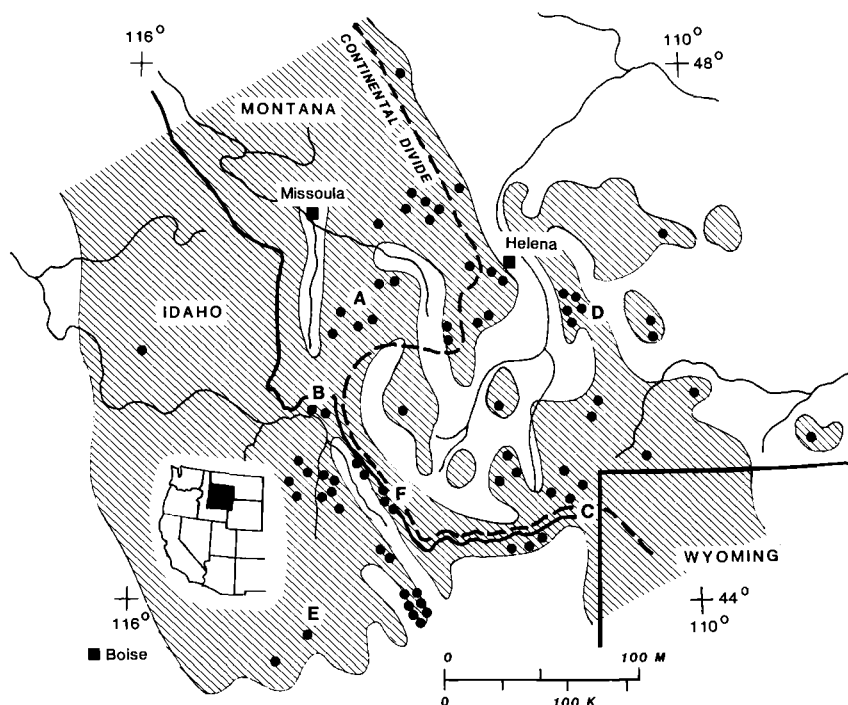 116°
110°
48°
CONTINENTAL DIVIDE
MONTANA
Missoula
Helena
A
IDAHO
D
B
F
C
WYOMING
116°
44°
110°
E
Boise
0 100 M
0 100 K